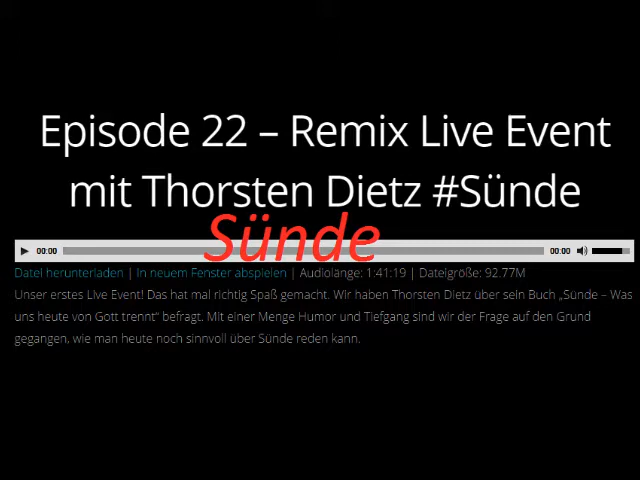 Episode 22 – Remix Live Event
mit Thorsten Dietz #Sünde
Sünde
00:00 00:00
Datei herunterladen | In neuem Fenster abspielen | Audiolänge: 1:41:19 | Dateigröße: 92.77M
Unser erstes Live Event! Das hat mal richtig Spaß gemacht. Wir haben Thorsten Dietz über sein Buch „Sünde – Was
uns heute von Gott trennt“ befragt. Mit einer Menge Humor und Tiefgang sind wir der Frage auf den Grund
gegangen, wie man heute noch sinnvoll über Sünde reden kann.